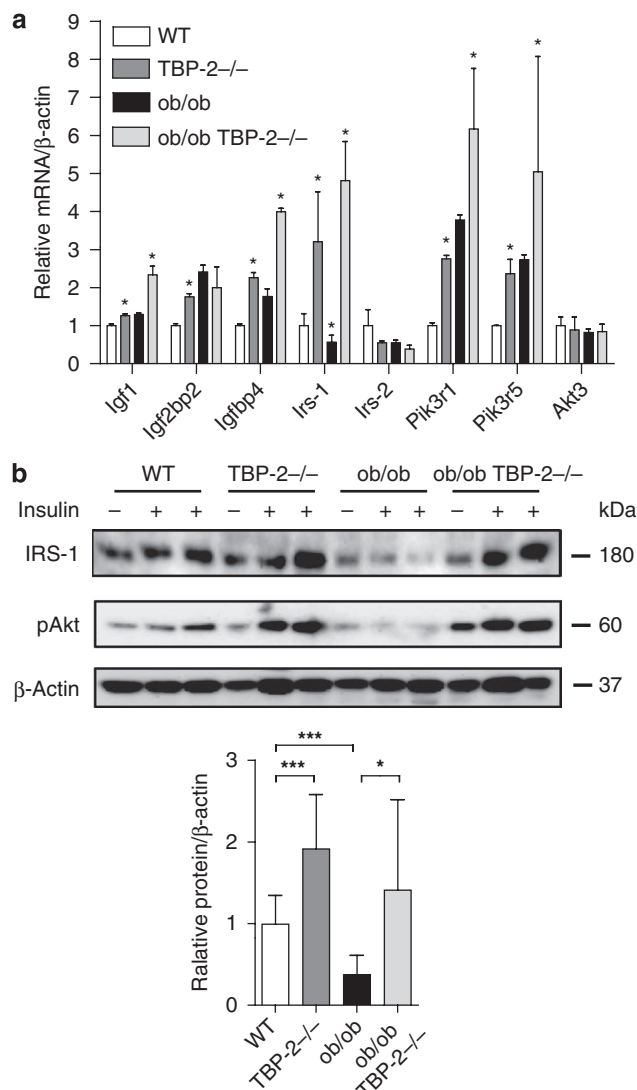 a
9
8
7
6
5
4
3
2
1
0
Relative mRNA/β-actin
WT
TBP-2–/–
ob/ob
ob/ob TBP-2–/–
* * * * * * * * * * * *
Igf1 Igf2bp2 Igfbp4 Irs-1 Irs-2 Pik3r1 Pik3r5 Akt3
b
WT TBP-2–/– ob/ob ob/ob TBP-2–/–
Insulin – + + – + + – + + – + + kDa
IRS-1 180
pAkt 60
β-Actin 37
3
2
1
0
Ralative protein/β-actin
***
*** *
WT TBP-2–/– ob/ob ob/ob TBP-2–/–